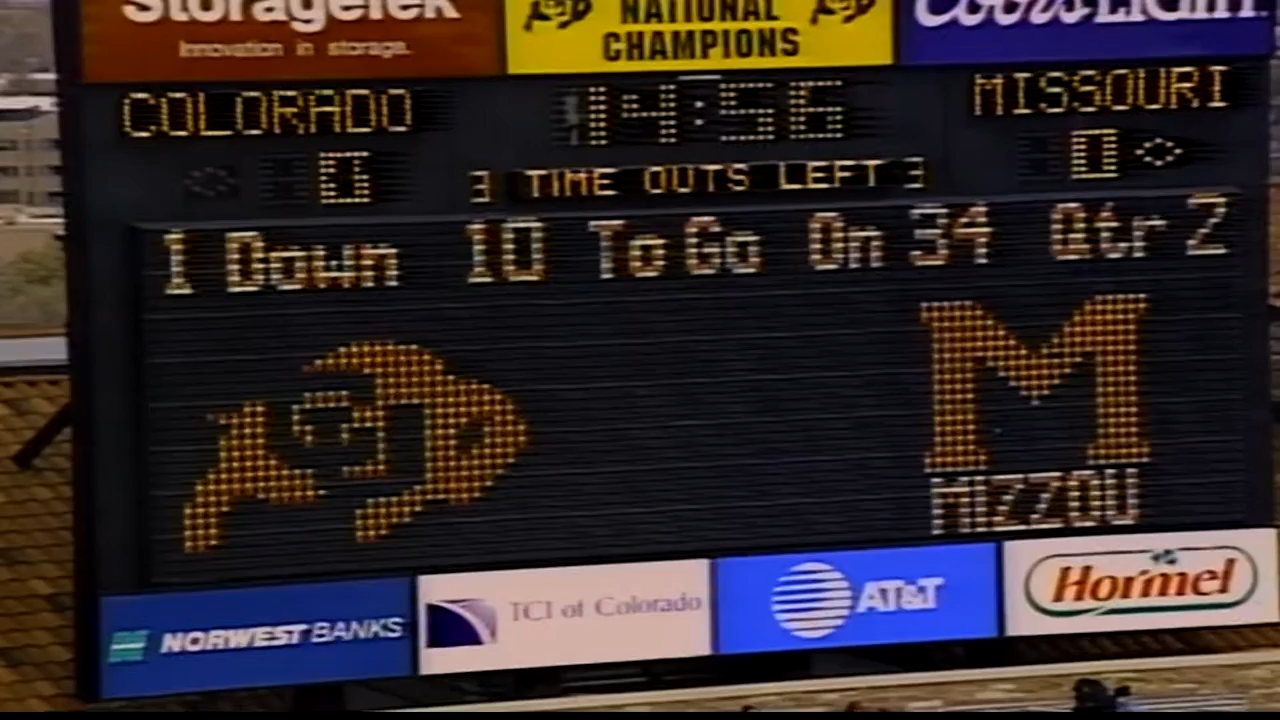 StorageTek
Innovation in storage.
NATIONAL
CHAMPIONS
Coors LIGHT
COLORADO
14:56
MISSOURI
0
3 TIME OUTS LEFT 3
0
1 Down 10 To Go On 34 Qtr 2
M
MIZZOU
NORWEST BANKS
TCI of Colorado
AT&T
Hormel